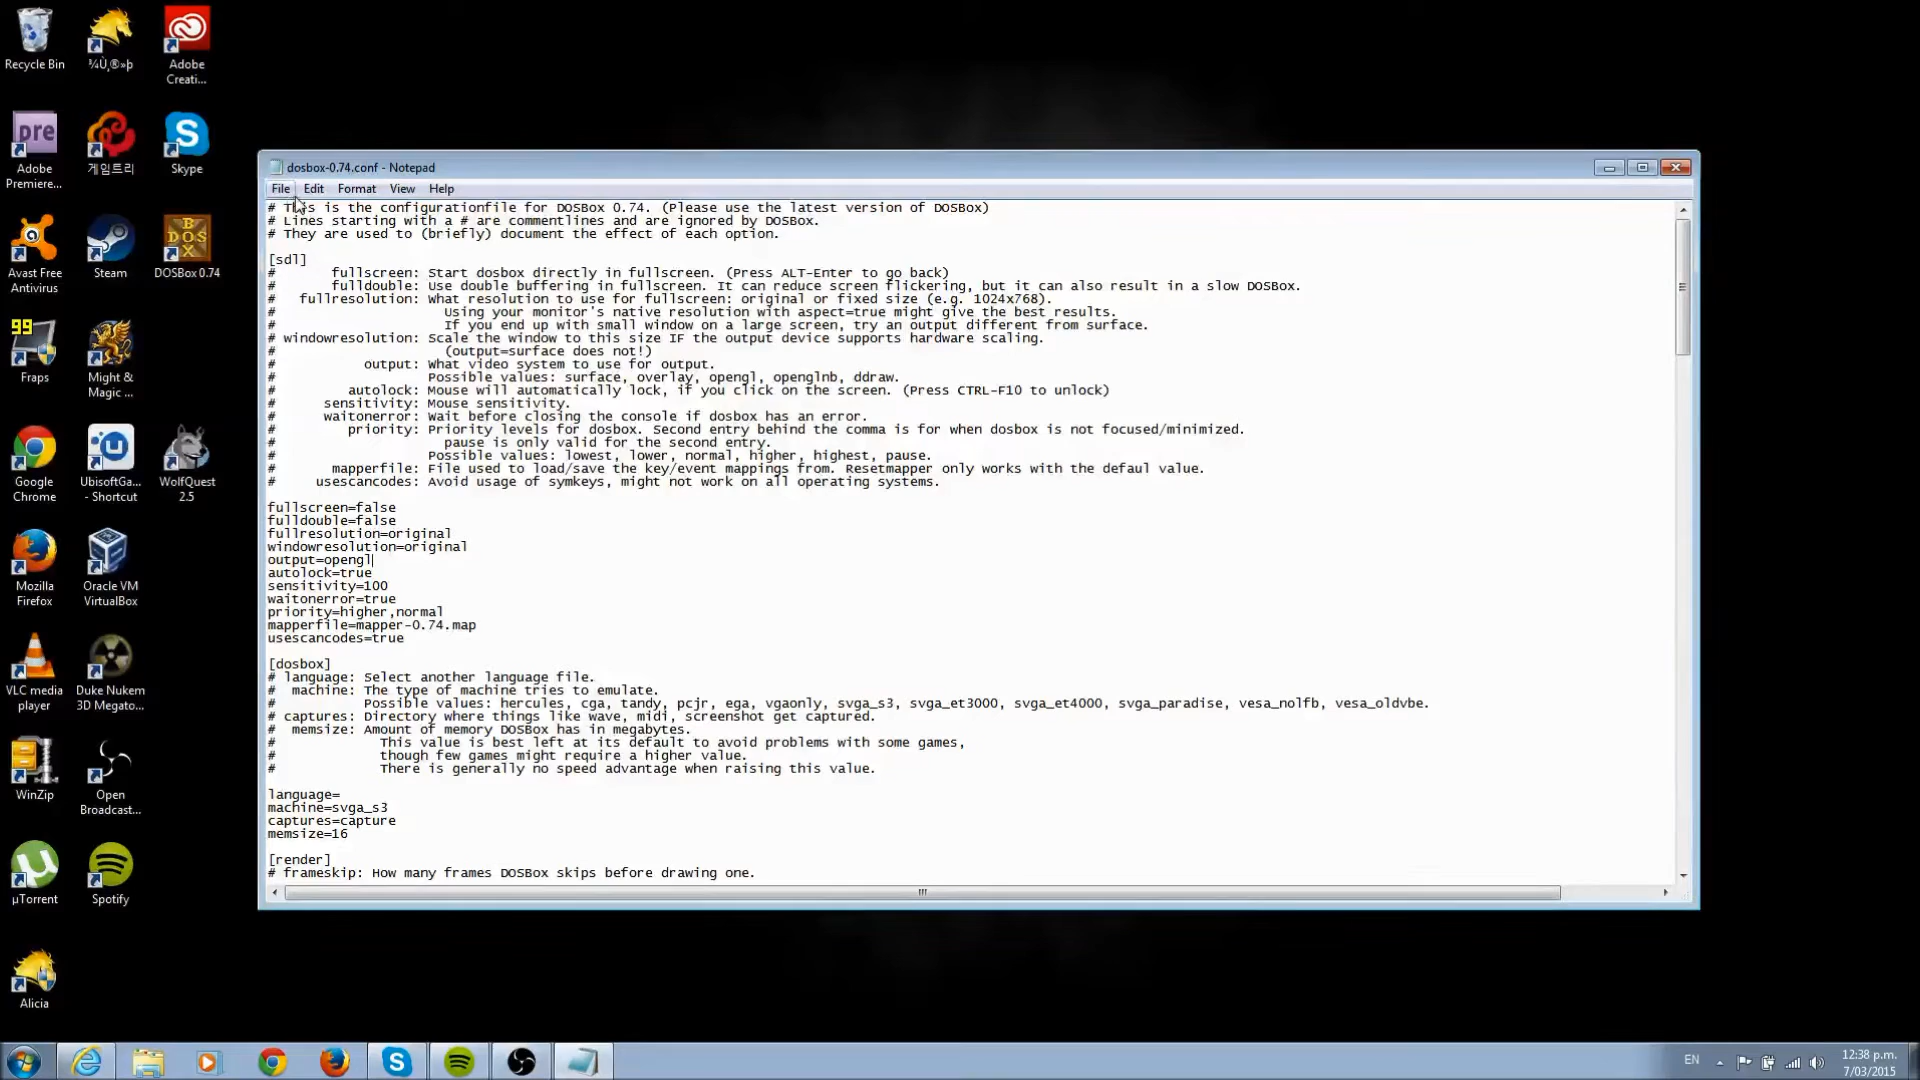 Recycle Bin
¼Ù¸®»þ
Adobe
Creati...
pre
Adobe
Premiere...
게임트리
Skype
Avast Free
Antivirus
Steam
DOSBox 0.74
99
Fraps
Might &
Magic ...
Google
Chrome
UbisoftGa...
- Shortcut
WolfQuest
2.5
Mozilla
Firefox
Oracle VM
VirtualBox
VLC media
player
Duke Nukem
3D Megato...
WinZip
Open
Broadcast...
µTorrent
Spotify
Alicia
dosbox-0.74.conf - Notepad
File Edit Format View Help
# This is the configurationfile for DOSBox 0.74. (Please use the latest version of DOSBox)
# Lines starting with a # are commentlines and are ignored by DOSBox.
# They are used to (briefly) document the effect of each option.
[sdl]
# fullscreen: Start dosbox directly in fullscreen. (Press ALT-Enter to go back)
# fulldouble: Use double buffering in fullscreen. It can reduce screen flickering, but it can also result in a slow DOSBox.
# fullresolution: What resolution to use for fullscreen: original or fixed size (e.g. 1024x768).
# Using your monitor's native resolution with aspect=true might give the best results.
# If you end up with small window on a large screen, try an output different from surface.
# windowresolution: Scale the window to this size IF the output device supports hardware scaling.
# (output=surface does not!)
# output: What video system to use for output.
# Possible values: surface, overlay, opengl, openglnb, ddraw.
# autolock: Mouse will automatically lock, if you click on the screen. (Press CTRL-F10 to unlock)
# sensitivity: Mouse sensitivity.
# waitonerror: Wait before closing the console if dosbox has an error.
# priority: Priority levels for dosbox. Second entry behind the comma is for when dosbox is not focused/minimized.
# pause is only valid for the second entry.
# Possible values: lowest, lower, normal, higher, highest, pause.
# mapperfile: File used to load/save the key/event mappings from. Resetmapper only works with the defaul value.
# usescancodes: Avoid usage of symkeys, might not work on all operating systems.
fullscreen=false
fulldouble=false
fullresolution=original
windowresolution=original
output=opengl
autolock=true
sensitivity=100
waitonerror=true
priority=higher,normal
mapperfile=mapper-0.74.map
usescancodes=true
[dosbox]
# language: Select another language file.
# machine: The type of machine tries to emulate.
# Possible values: hercules, cga, tandy, pcjr, ega, vgaonly, svga_s3, svga_et3000, svga_et4000, svga_paradise, vesa_nolfb, vesa_oldvbe.
# captures: Directory where things like wave, midi, screenshot get captured.
# memsize: Amount of memory DOSBox has in megabytes.
# This value is best left at its default to avoid problems with some games,
# though few games might require a higher value.
# There is generally no speed advantage when raising this value.
language=
machine=svga_s3
captures=capture
memsize=16
[render]
# frameskip: How many frames DOSBox skips before drawing one.
EN
12:38 p.m.
7/03/2015